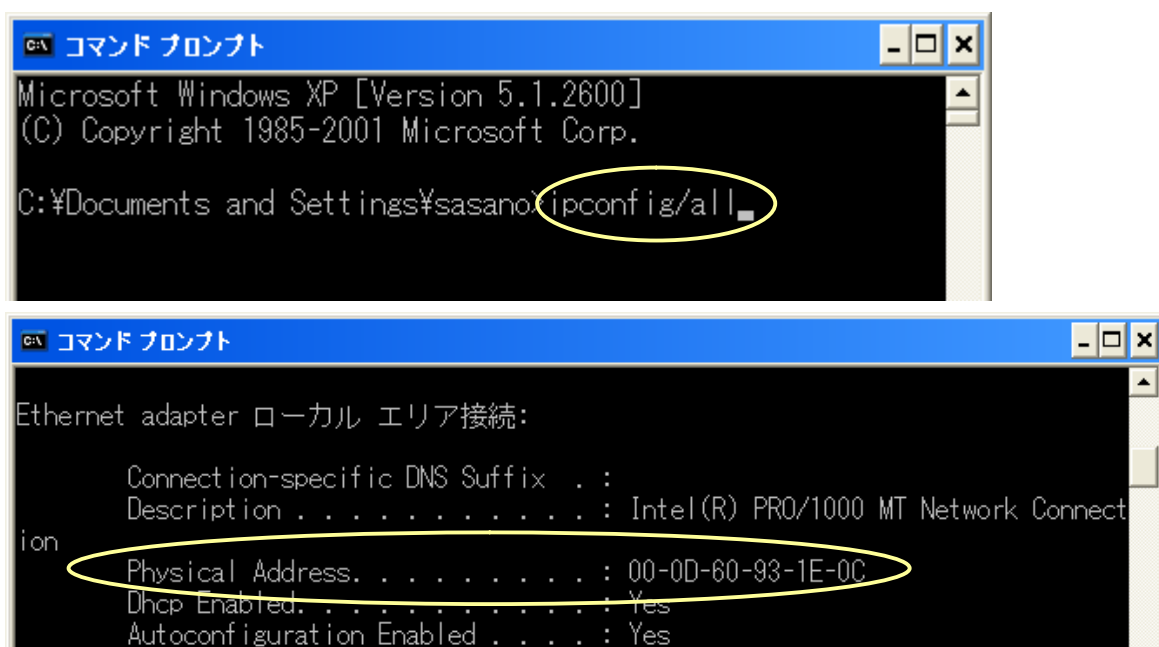 コマンド プロンプト
Microsoft Windows XP [Version 5.1.2600]
(C) Copyright 1985-2001 Microsoft Corp.
C:¥Documents and Settings¥sasano>ipconfig/all
コマンド プロンプト
Ethernet adapter ローカル エリア接続:
Connection-specific DNS Suffix . :
Description . . . . . . . . . . . : Intel(R) PRO/1000 MT Network Connect
ion
Physical Address. . . . . . . . . : 00-0D-60-93-1E-0C
Dhcp Enabled. . . . . . . . . . . : Yes
Autoconfiguration Enabled . . . . : Yes